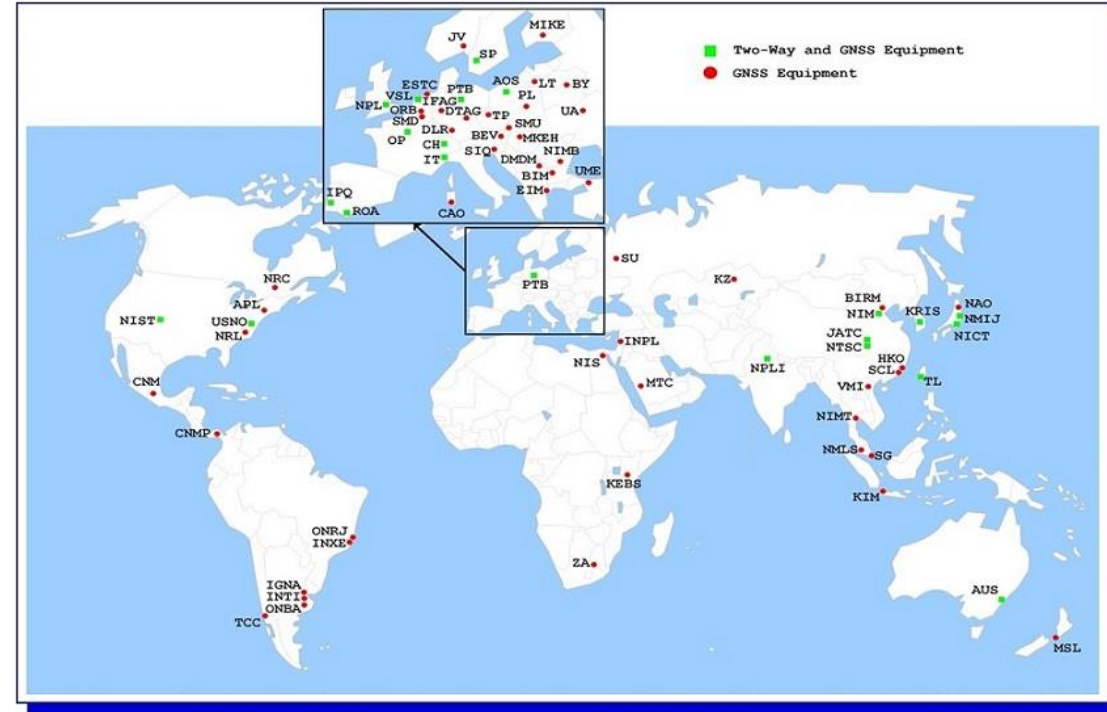 MIKE
JV
SP
Two-Way and GNSS Equipment
GNSS Equipment
ESTC
PTB
AOS
LT
BY
VSL
IFAG
PL
NPL
ORB
DTAG
TP
UA
SMD
SMU
OP
DLR
BEV
MKEH
CH
SIQ
NIMB
IT
DMDM
UME
BIM
IPQ
EIM
ROA
CAO
SU
NRC
PTB
KZ
APL
BIRM
NAO
NIST
USNO
NIM
KRIS
NMIJ
NRL
NICT
JATC
INPL
NTSC
NIS
NPLI
HKO
SCL
CNM
MTC
VMI
TL
CNMP
NIMT
NMLS
SG
KEBS
KIM
ONRJ
INXE
ZA
IGNA
INTI
AUS
ONBA
TCC
MSL